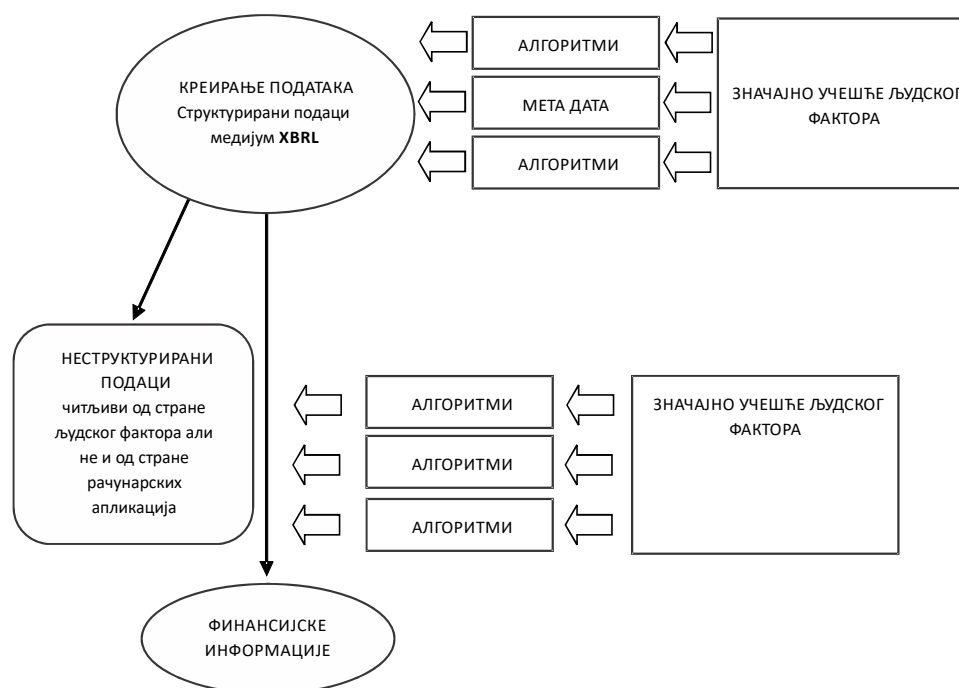 КРЕИРАЊЕ ПОДАТАКА
Структурирани подаци
медијум XBRL
АЛГОРИТМИ
МЕТА ДАТА
АЛГОРИТМИ
ЗНАЧАЈНО УЧЕШЋЕ ЉУДСКОГ
ФАКТОРА
НЕСТРУКТУРИРАНИ
ПОДАЦИ
читљиви од стране
људског фактора али
не и од стране
рачунарских
апликација
АЛГОРИТМИ
АЛГОРИТМИ
АЛГОРИТМИ
ЗНАЧАЈНО УЧЕШЋЕ ЉУДСКОГ
ФАКТОРА
ФИНАНСИЈСКЕ
ИНФОРМАЦИЈЕ